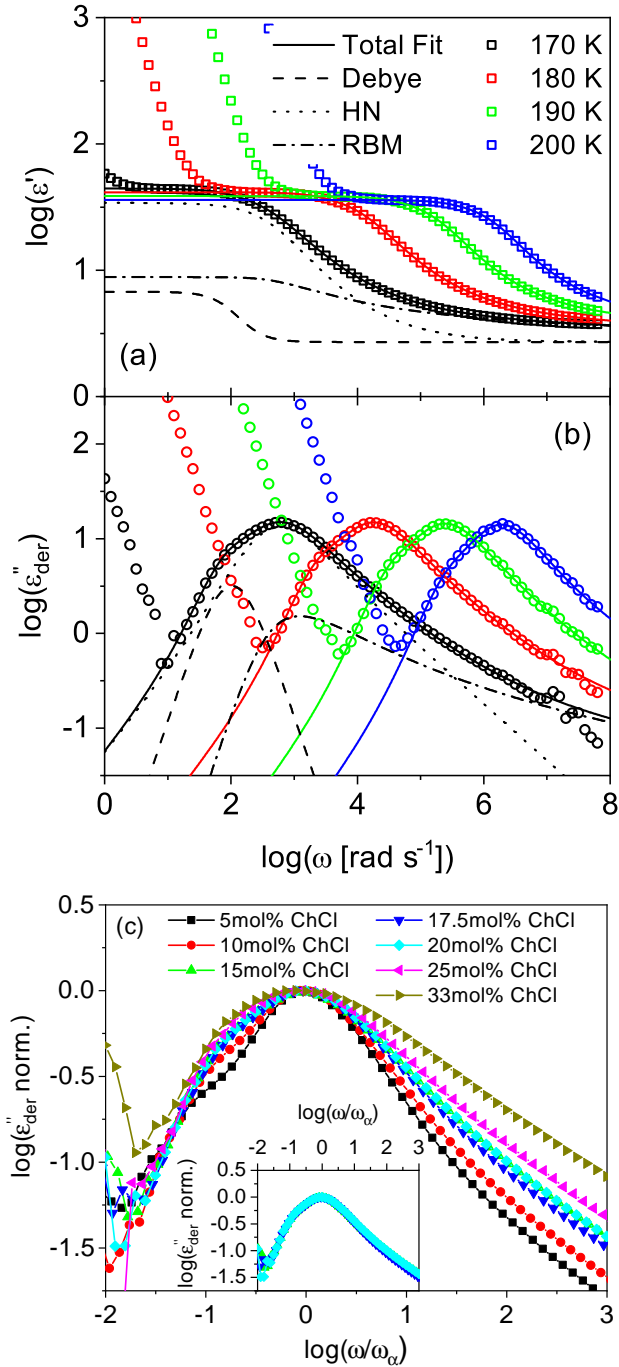 3
Total Fit 170 K
Debye 180 K
HN 190 K
RBM 200 K
2
log(ε')
1
(a)
0
2
(b)
1
log(ε''der)
0
-1
0 2 4 6 8
log(ω [rad s-1])
0.5
(c)
5mol% ChCl 17.5mol% ChCl
10mol% ChCl 20mol% ChCl
15mol% ChCl 25mol% ChCl
33mol% ChCl
0.0
log(ε''der norm.)
-0.5
-1.0
-1.5
log(ω/ωα)
-2 -1 0 1 2 3
0.5
0.0
log(ε''der norm.)
-0.5
-1.0
-1.5
-2 -1 0 1 2 3
log(ω/ωα)